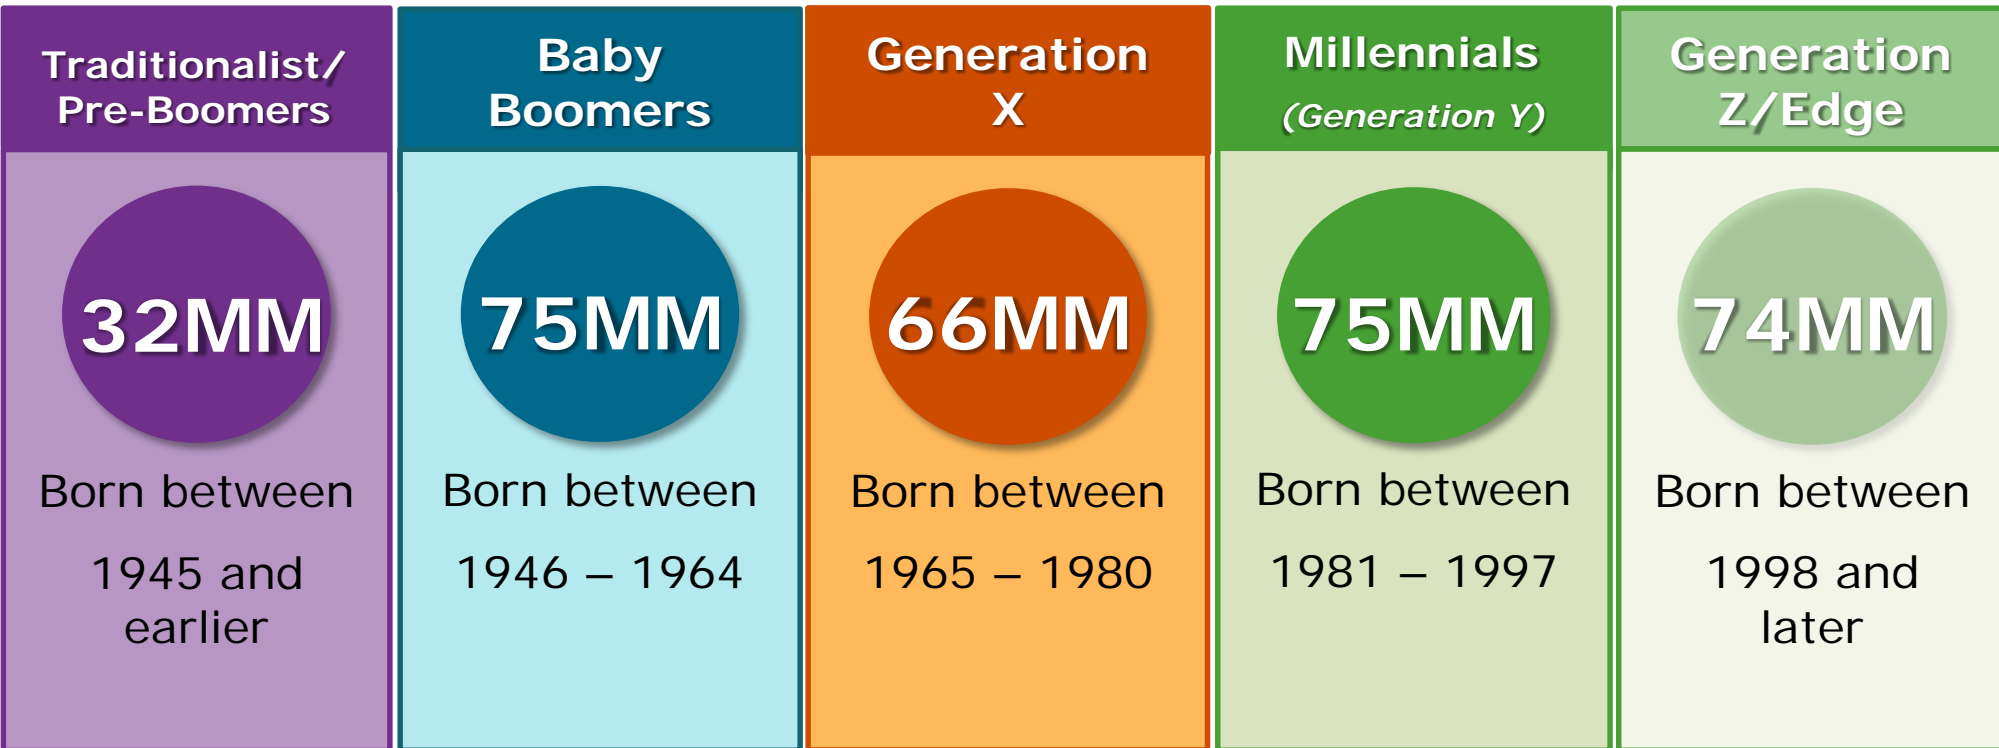 Traditionalist/
Pre-Boomers
32MM
Born between
1945 and
earlier
Baby
Boomers
75MM
Born between
1946 – 1964
Generation
X
66MM
Born between
1965 – 1980
Millennials
(Generation Y)
75MM
Born between
1981 – 1997
Generation
Z/Edge
74MM
Born between
1998 and
later